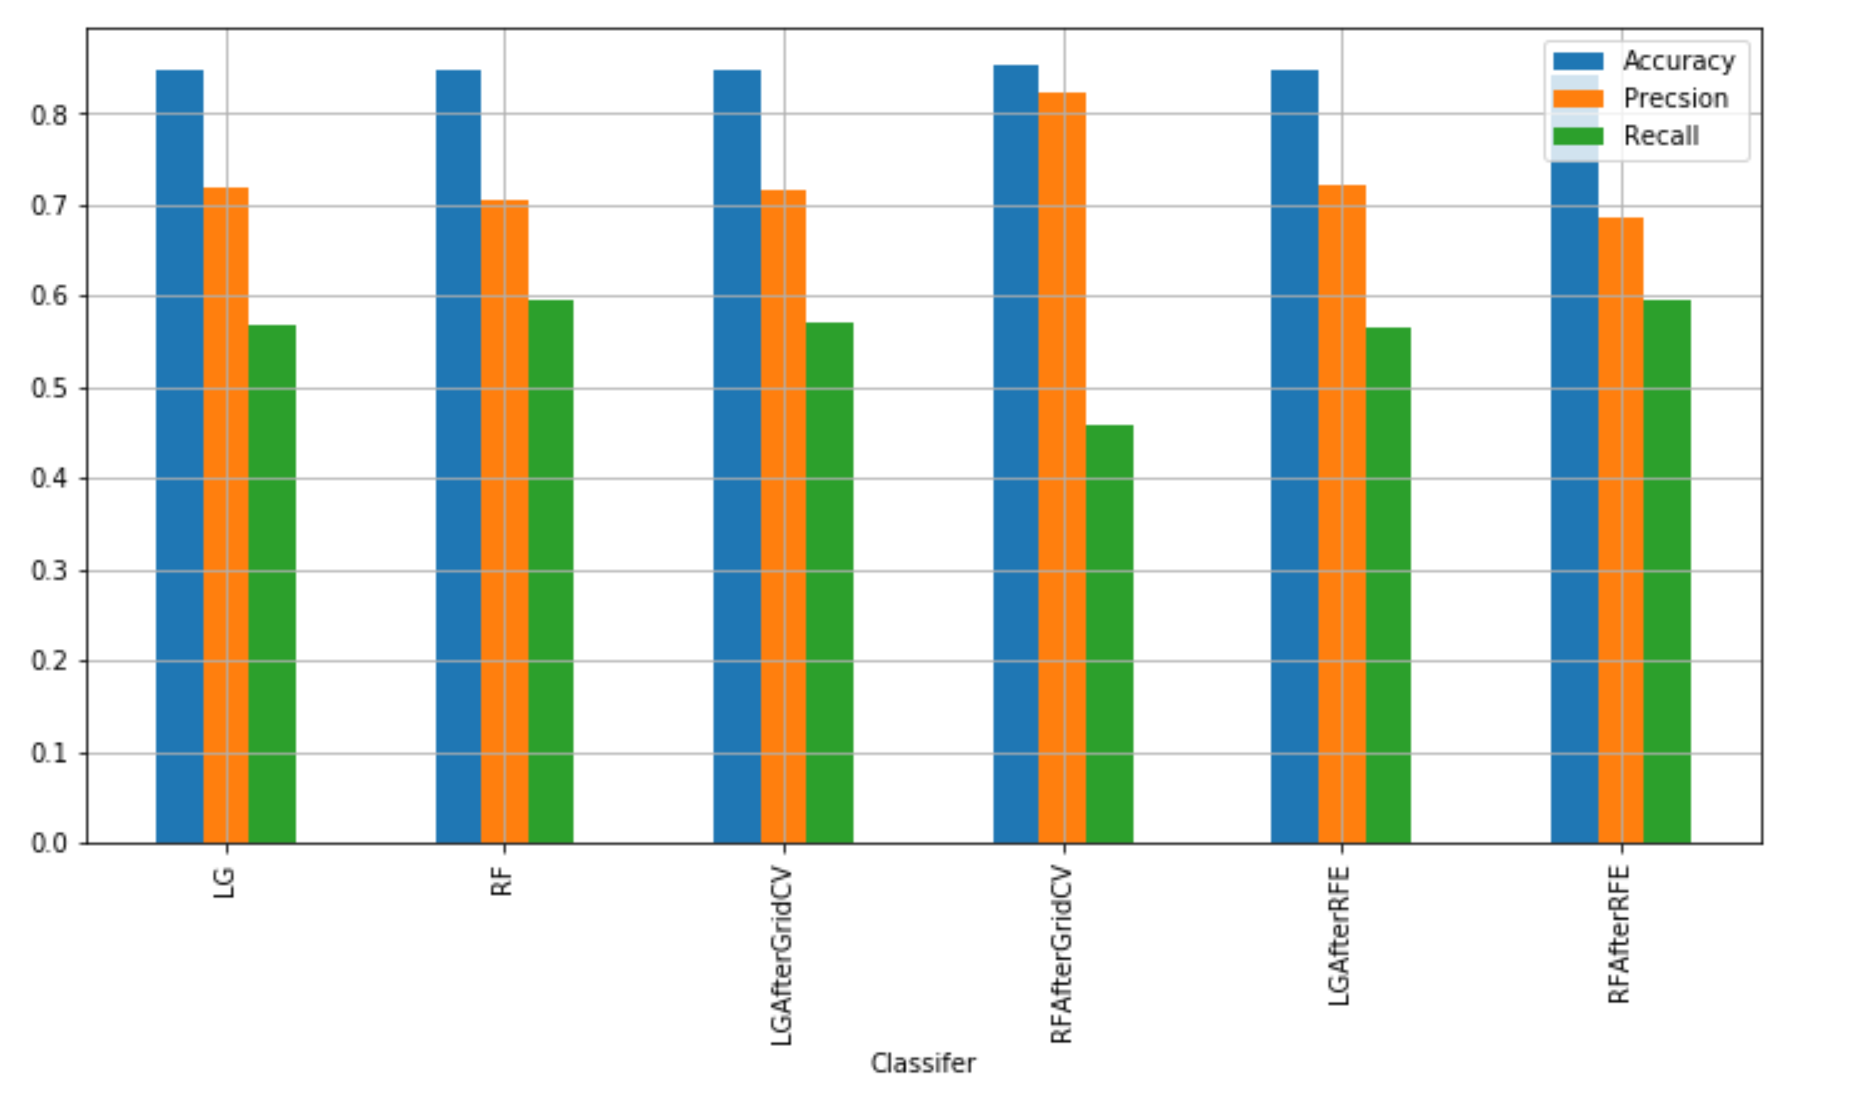 Accuracy
Precsion
Recall
0.8
0.7
0.6
0.5
0.4
0.3
0.2
0.1
0.0
LG
RF
LGAfterGridCV
RFAfterGridCV
LGAfterRFE
RFAfterRFE
Classifer